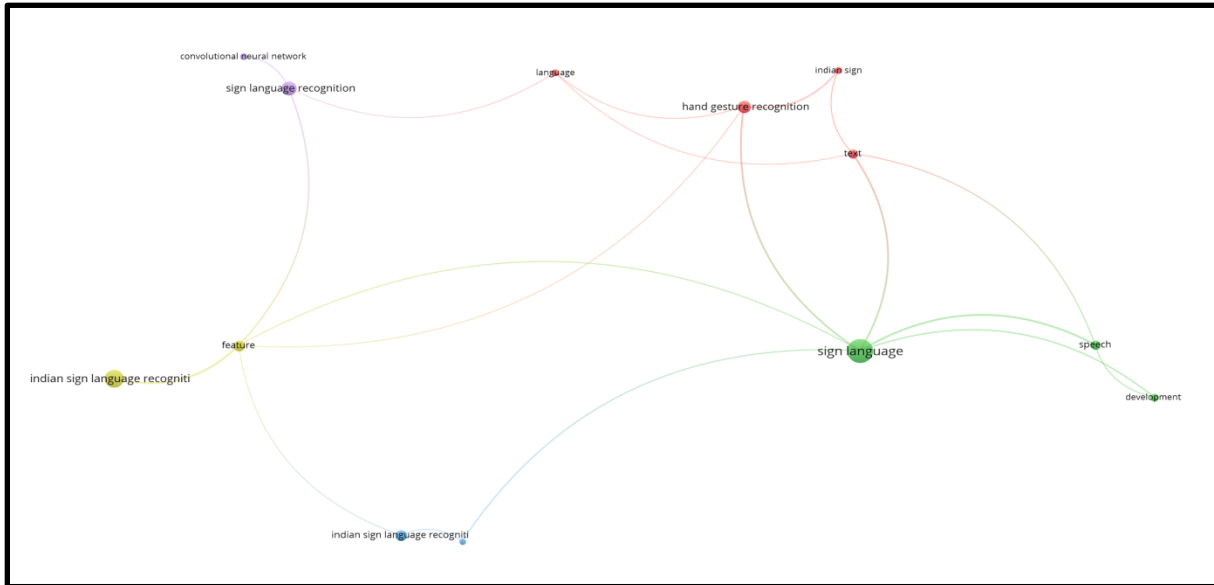 convolutional neural network
sign language recognition
language
indian sign
hand gesture recognition
text
feature
sign language
speech
indian sign language recogniti
development
indian sign language recogniti